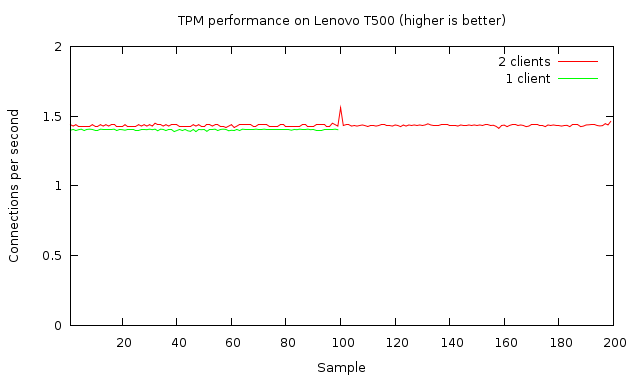 TPM performance on Lenovo T500 (higher is better)
2 clients
1 client
Connections per second
2
1.5
1
0.5
0
20 40 60 80 100 120 140 160 180 200
Sample